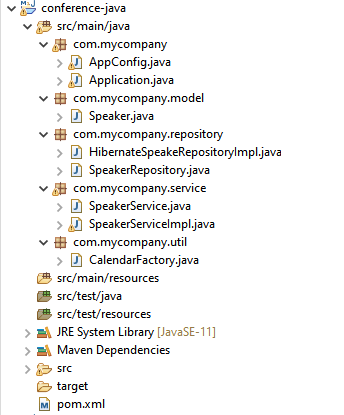 conference-java
src/main/java
com.mycompany
AppConfig.java
Application.java
com.mycompany.model
Speaker.java
com.mycompany.repository
HibernateSpeakeRepositoryImpl.java
SpeakerRepository.java
com.mycompany.service
SpeakerService.java
SpeakerServiceImpl.java
com.mycompany.util
CalendarFactory.java
src/main/resources
src/test/java
src/test/resources
JRE System Library [JavaSE-11]
Maven Dependencies
src
target
pom.xml